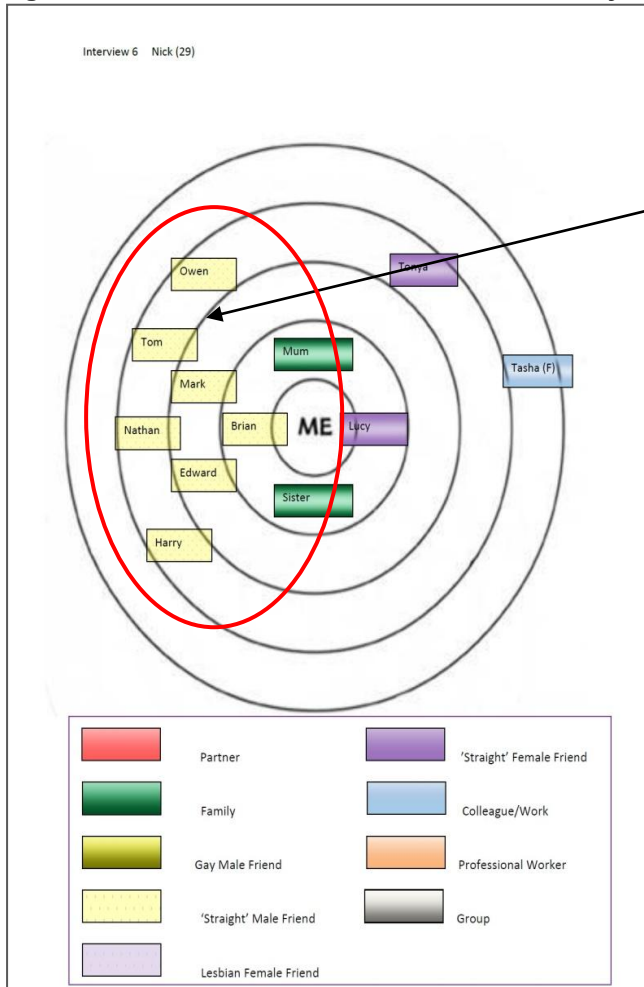 Interview 6 Nick (29)
Owen
Tonya
Tom
Mum
Tasha (F)
Mark
Nathan
Brian
ME
Lucy
Edward
Sister
Harry
Partner
'Straight' Female Friend
Family
Colleague/Work
Gay Male Friend
Professional Worker
'Straight' Male Friend
Group
Lesbian Female Friend